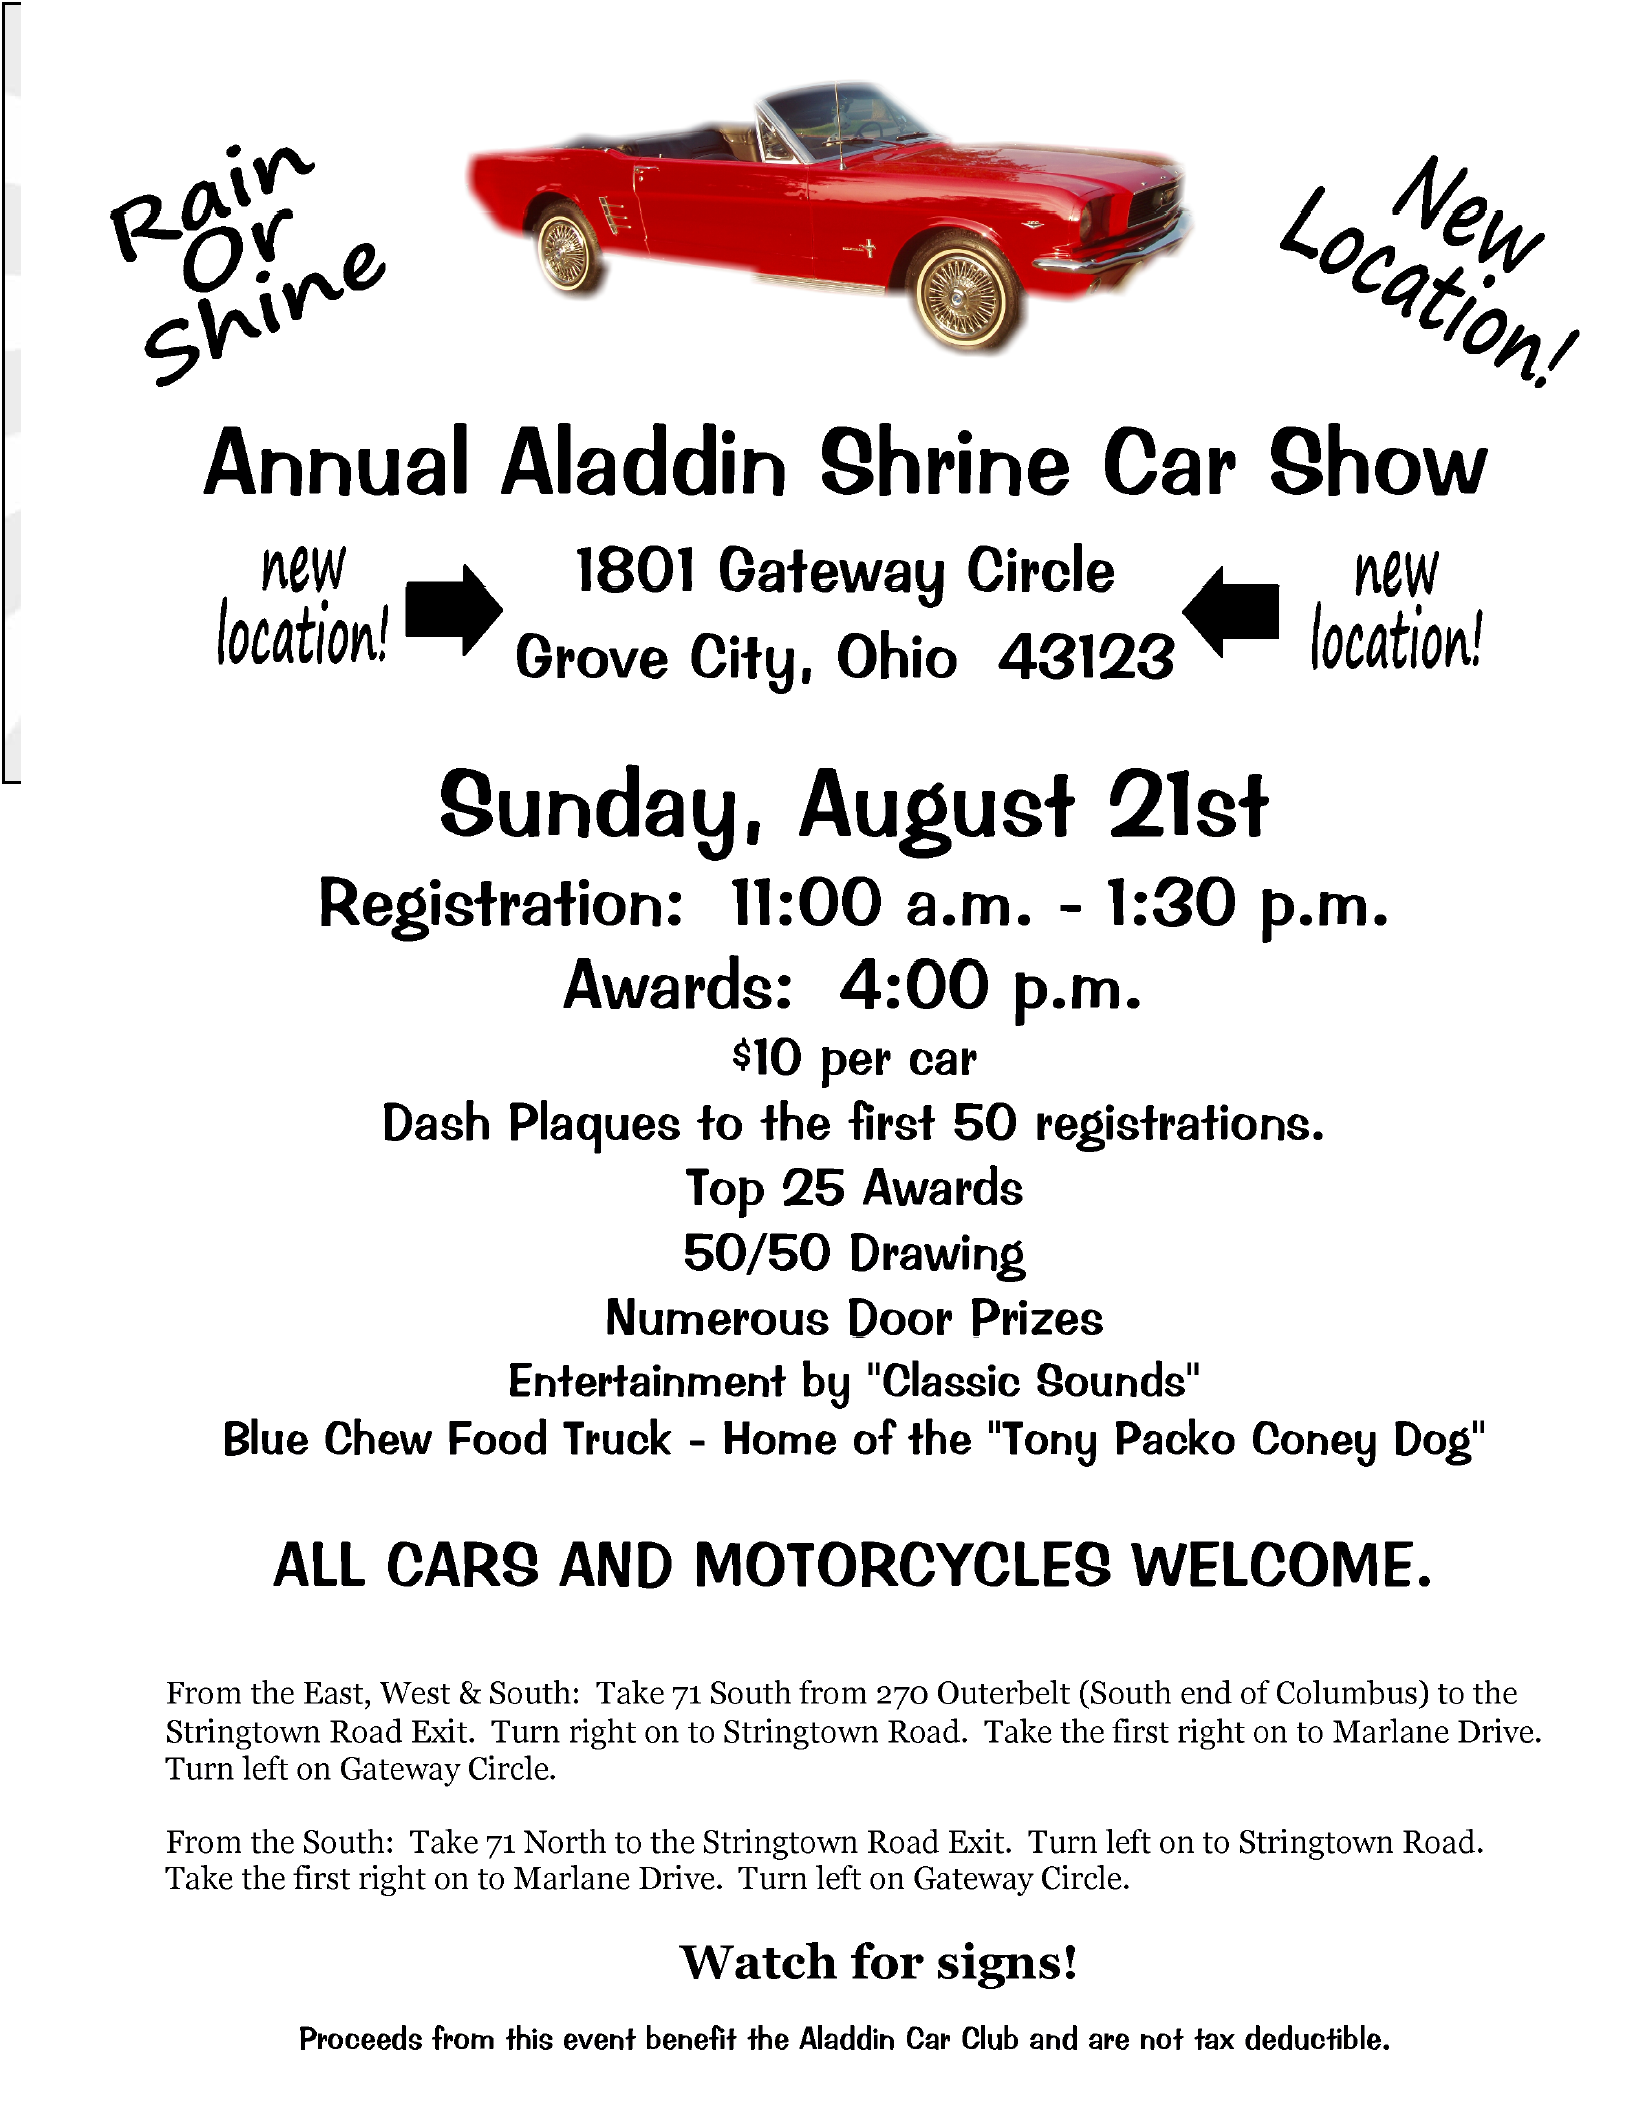 Rain
Or
Shine
New
Location!
Annual Aladdin Shrine Car Show
new
location!
1801 Gateway Circle
Grove City, Ohio 43123
new
location!
Sunday, August 21st
Registration: 11:00 a.m. - 1:30 p.m.
Awards: 4:00 p.m.
$10 per car
Dash Plaques to the first 50 registrations.
Top 25 Awards
50/50 Drawing
Numerous Door Prizes
Entertainment by "Classic Sounds"
Blue Chew Food Truck - Home of the "Tony Packo Coney Dog"
ALL CARS AND MOTORCYCLES WELCOME.
From the East, West & South: Take 71 South from 270 Outerbelt (South end of Columbus) to the
Stringtown Road Exit. Turn right on to Stringtown Road. Take the first right on to Marlane Drive.
Turn left on Gateway Circle.
From the South: Take 71 North to the Stringtown Road Exit. Turn left on to Stringtown Road.
Take the first right on to Marlane Drive. Turn left on Gateway Circle.
Watch for signs!
Proceeds from this event benefit the Aladdin Car Club and are not tax deductible.